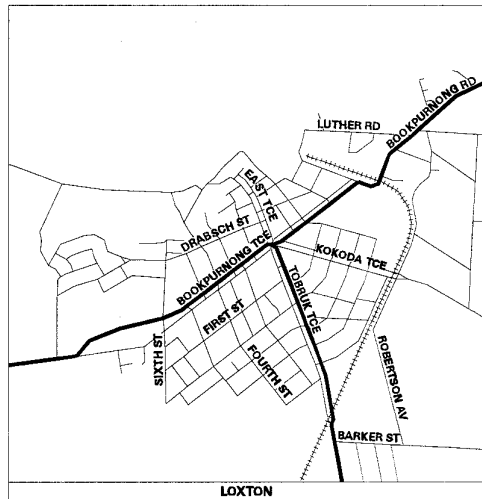 BOOKPURNONG RD
LUTHER RD
EAST TCE
DRABSCH ST
BOOKPURNONG TCE
KOKODA TCE
TOBRUK TCE
FIRST ST
SIXTH ST
FOURTH ST
ROBERTSON AV
BARKER ST
LOXTON